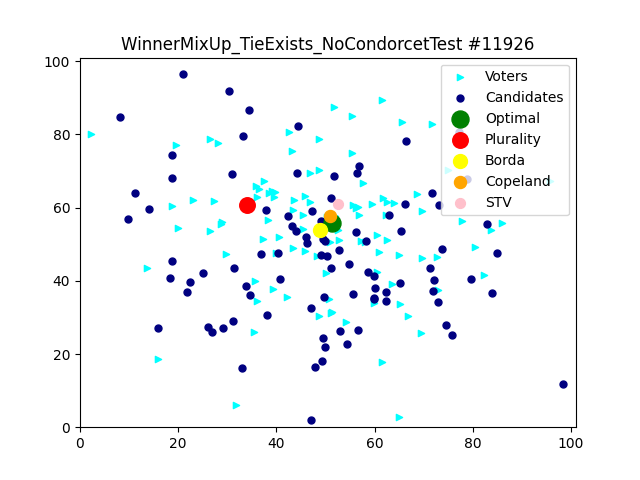 WinnerMixUp_TieExists_NoCondorcetTest #11926
100
80
60
40
20
0
0 20 40 60 80 100
Voters
Candidates
Optimal
Plurality
Borda
Copeland
STV